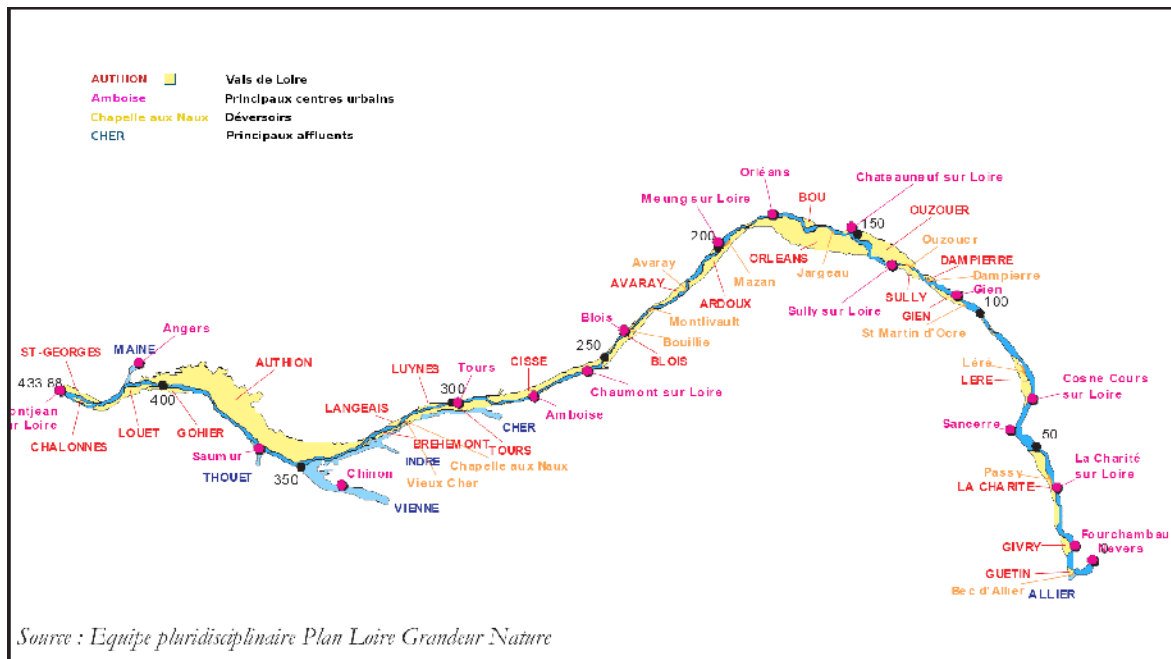 AUTHION Vals de Loire
Amboise Principaux centres urbains
Chapelle aux Naux Déversoirs
CHER Principaux affluents
Orléans
Chateauneuf sur Loire
Meung sur Loire
BOU
150
OUZOUER
200
Ouzouer
Avaray
Mazan
ORLEANS
Jargeau
DAMPIERRE
Dampierre
AVARAY
ARDOUX
Sully sur Loire
SULLY
GIEN
Gien
100
Blois
Montlivault
St Martin d'Ocre
Angers
Bouillie
250
BLOIS
ST-GEORGES
MAINE
AUTHION
LUYNES
Tours
CISSE
Léré
LERE
433 88
400
300
Chaumont sur Loire
Cosne Cours
sur Loire
ontjean
ur Loire
LANGEAIS
Amboise
CHALONNES
LOUET
GOHIER
CHER
Sancerre
50
BREHEMONT
TOURS
Saumur
INDRE
Chapelle aux Naux
La Charité
sur Loire
THOUET
350
Chinon
Vieux Cher
Passy
LA CHARITE
VIENNE
Fourchambau
GIVRY
Nevers
0
GUETIN
Bec d'Allier
ALLIER
Source : Equipe pluridisciplinaire Plan Loire Grandeur Nature